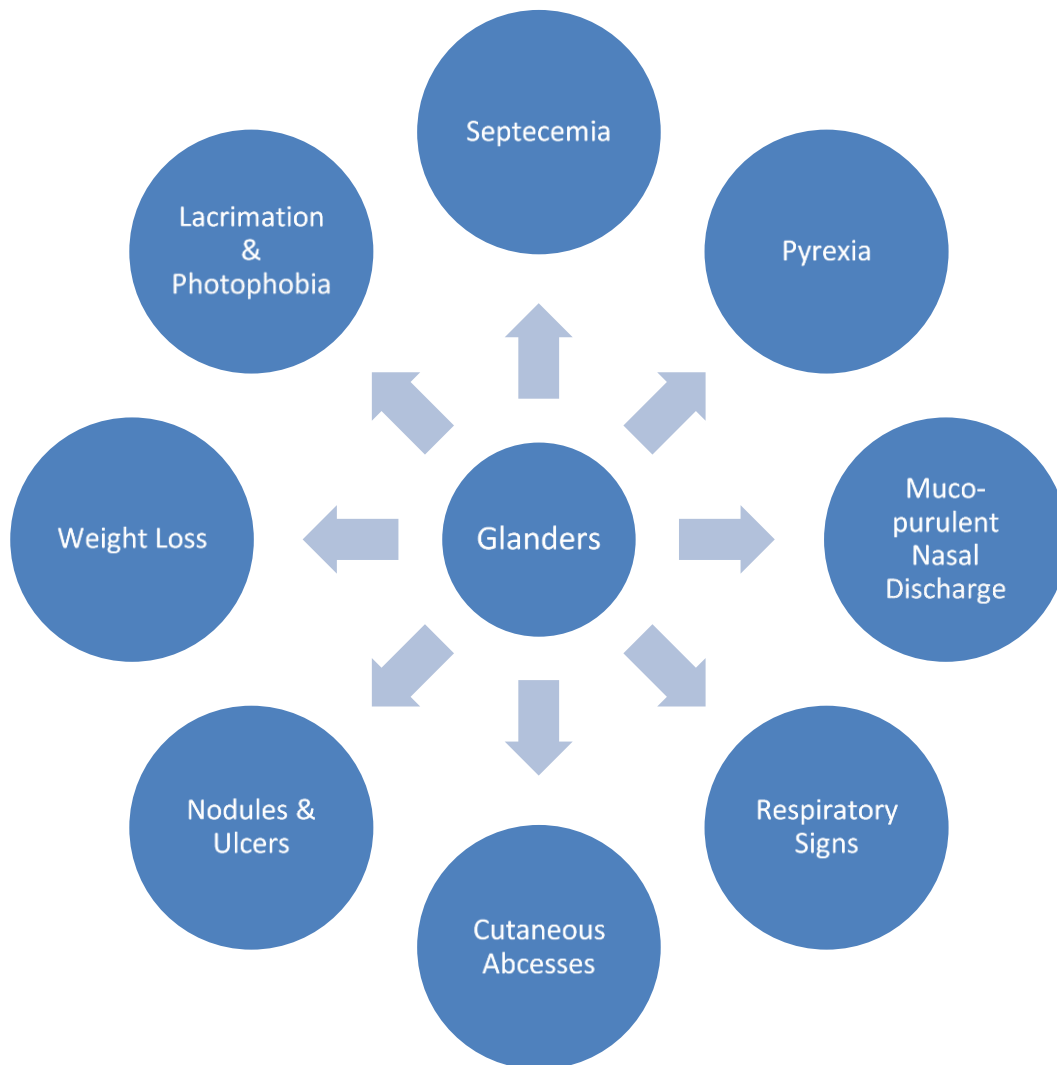 Septecemia
Pyrexia
Muco-
purulent
Nasal
Discharge
Respiratory
Signs
Cutaneous
Abcesses
Nodules &
Ulcers
Weight Loss
Lacrimation
&
Photophobia
Glanders